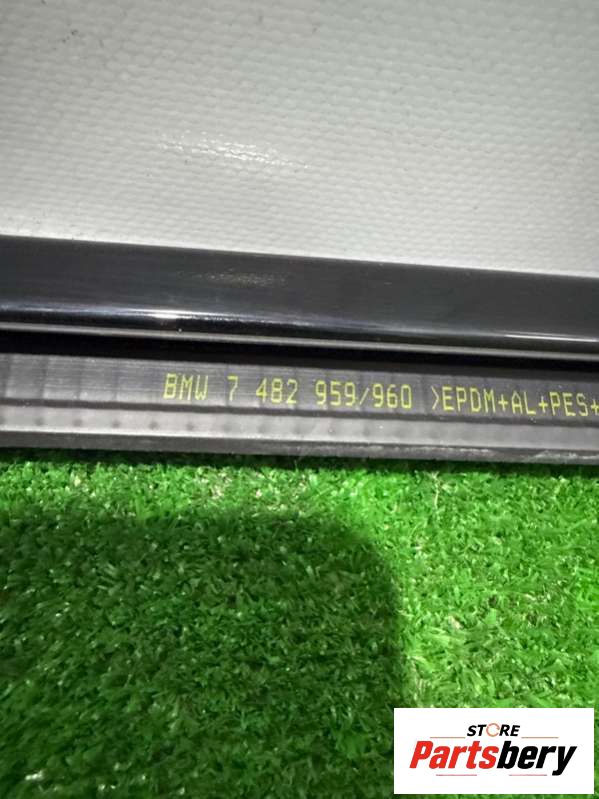 BMW 7 482 959/960 >EPDM+AL+PES+
STORE
Partsbery